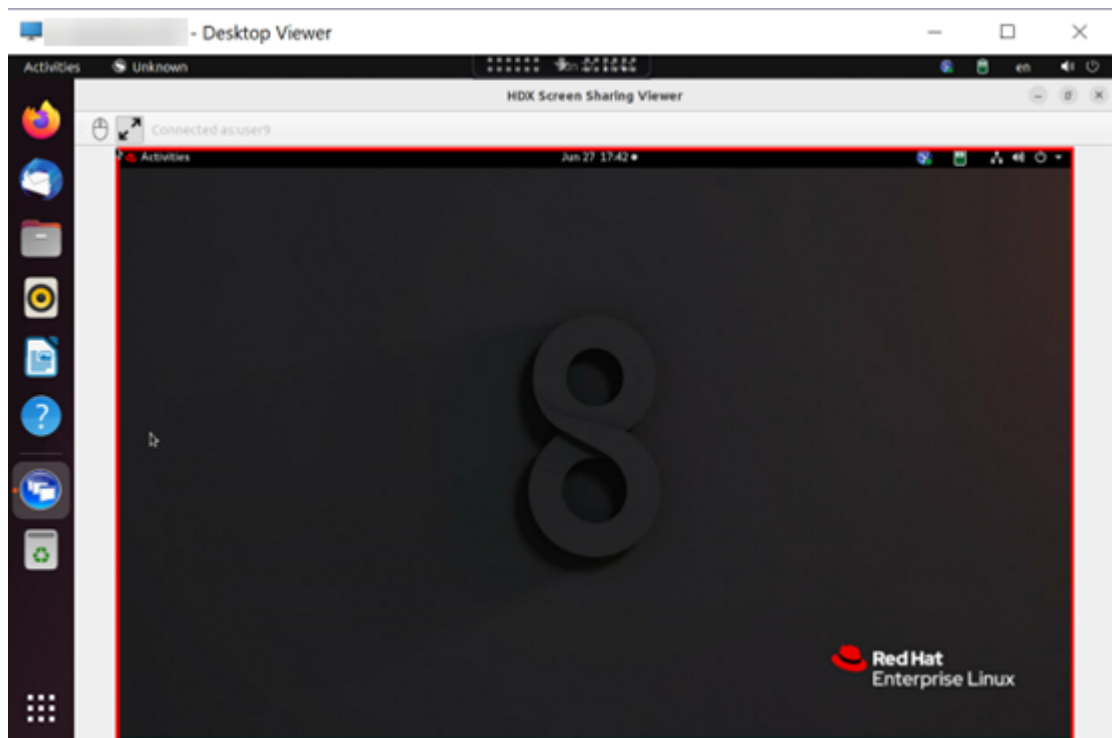 - Desktop Viewer
Activities Unknown en
HDX Screen Sharing Viewer
Connected as:user9
Activities Jun 27 17:42
?
8
Red Hat
Enterprise Linux